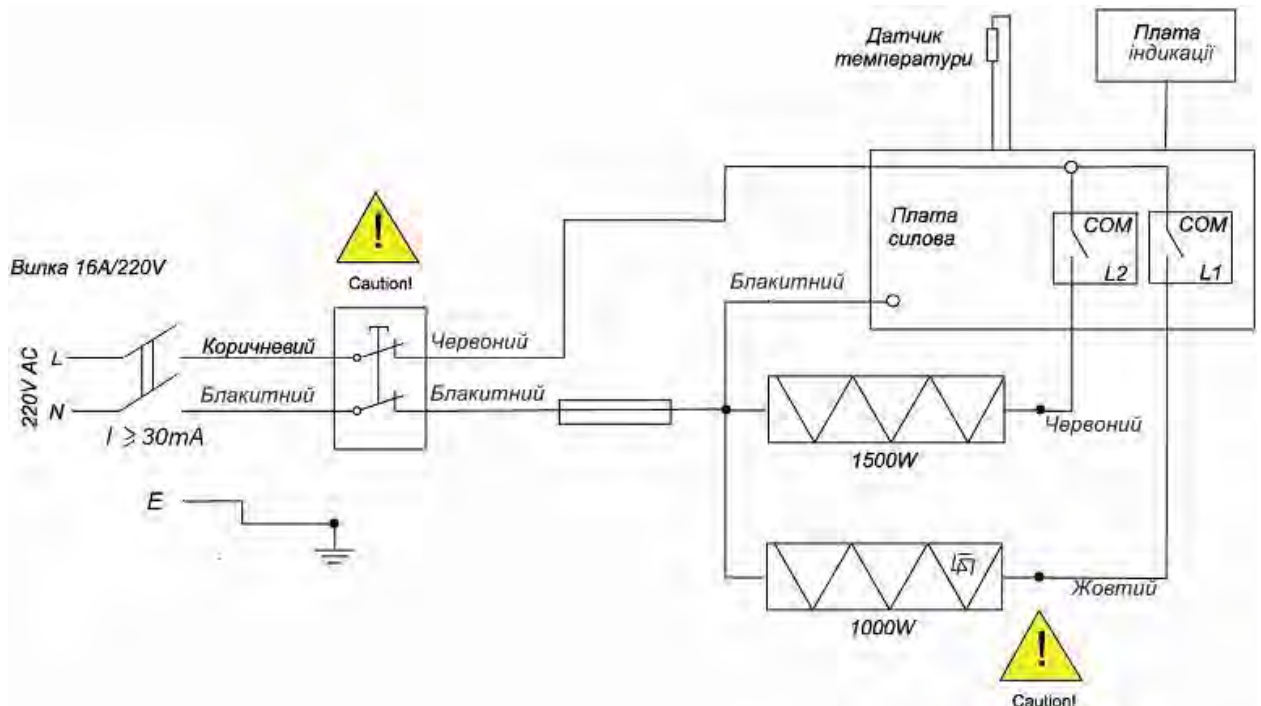 Датчик
температури
Плата
індикації
Плата
силова
COM
L2
COM
L1
!
Caution!
Вилка 16A/220V
Блакитний
220V AC
L
N
Коричневий
Червоний
Блакитний
Блакитний
I ⩾ 30mA
1500W
Червоний
E
1000W
Жовтий
!
Caution!